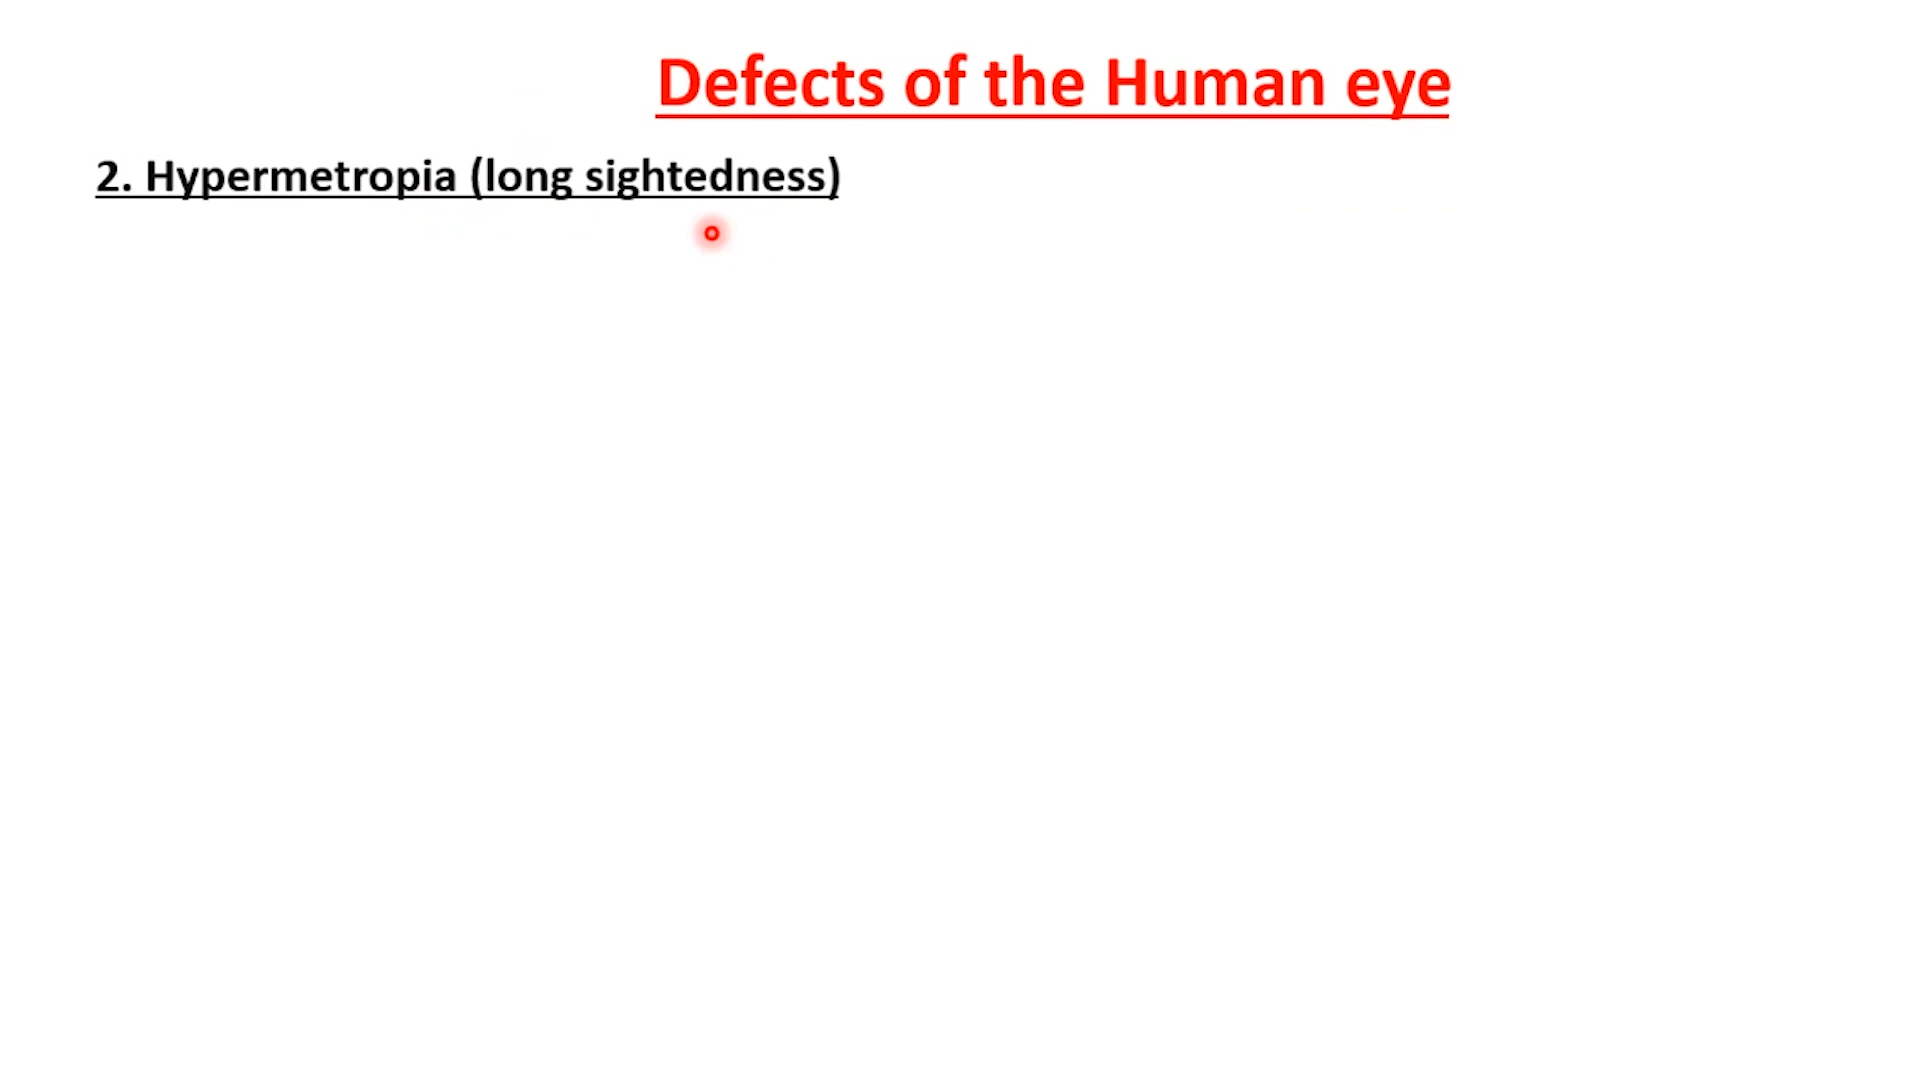 Defects of the Human eye
2. Hypermetropia (long sightedness)